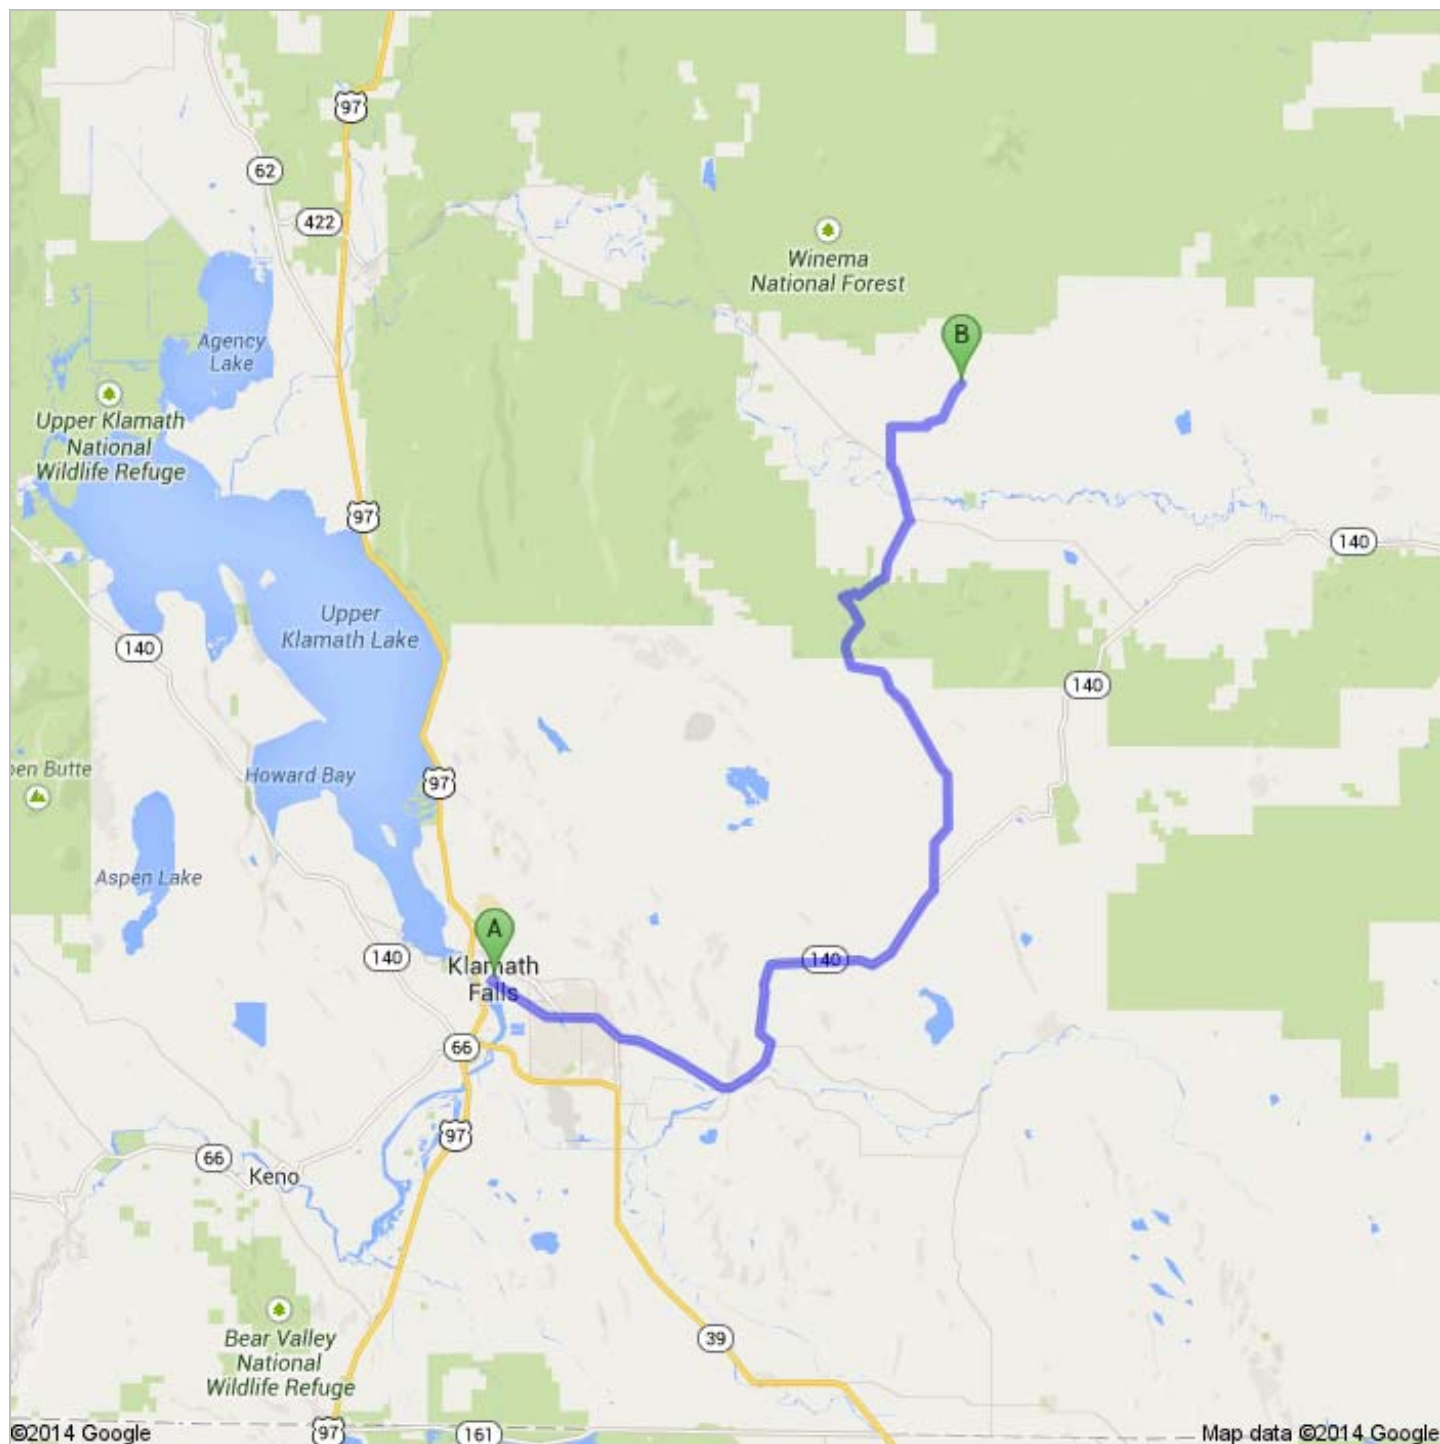 97
62
422
Winema
National Forest
B
Agency
Lake
Upper Klamath
National
Wildlife Refuge
97
140
Upper
Klamath Lake
140
140
Howard Bay
97
en Butte
Aspen Lake
A
140
Klamath
Falls
140
66
97
66
Keno
Bear Valley
National
Wildlife Refuge
39
97
161
©2014 Google
Map data ©2014 Google